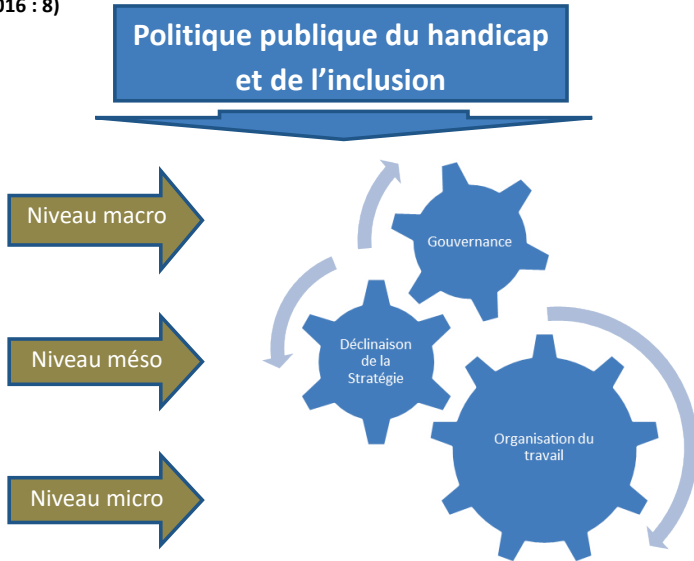 016 : 8)
Politique publique du handicap
et de l’inclusion
Niveau macro
Gouvernance
Niveau méso
Déclinaison
de la
Stratégie
Organisation du
travail
Niveau micro